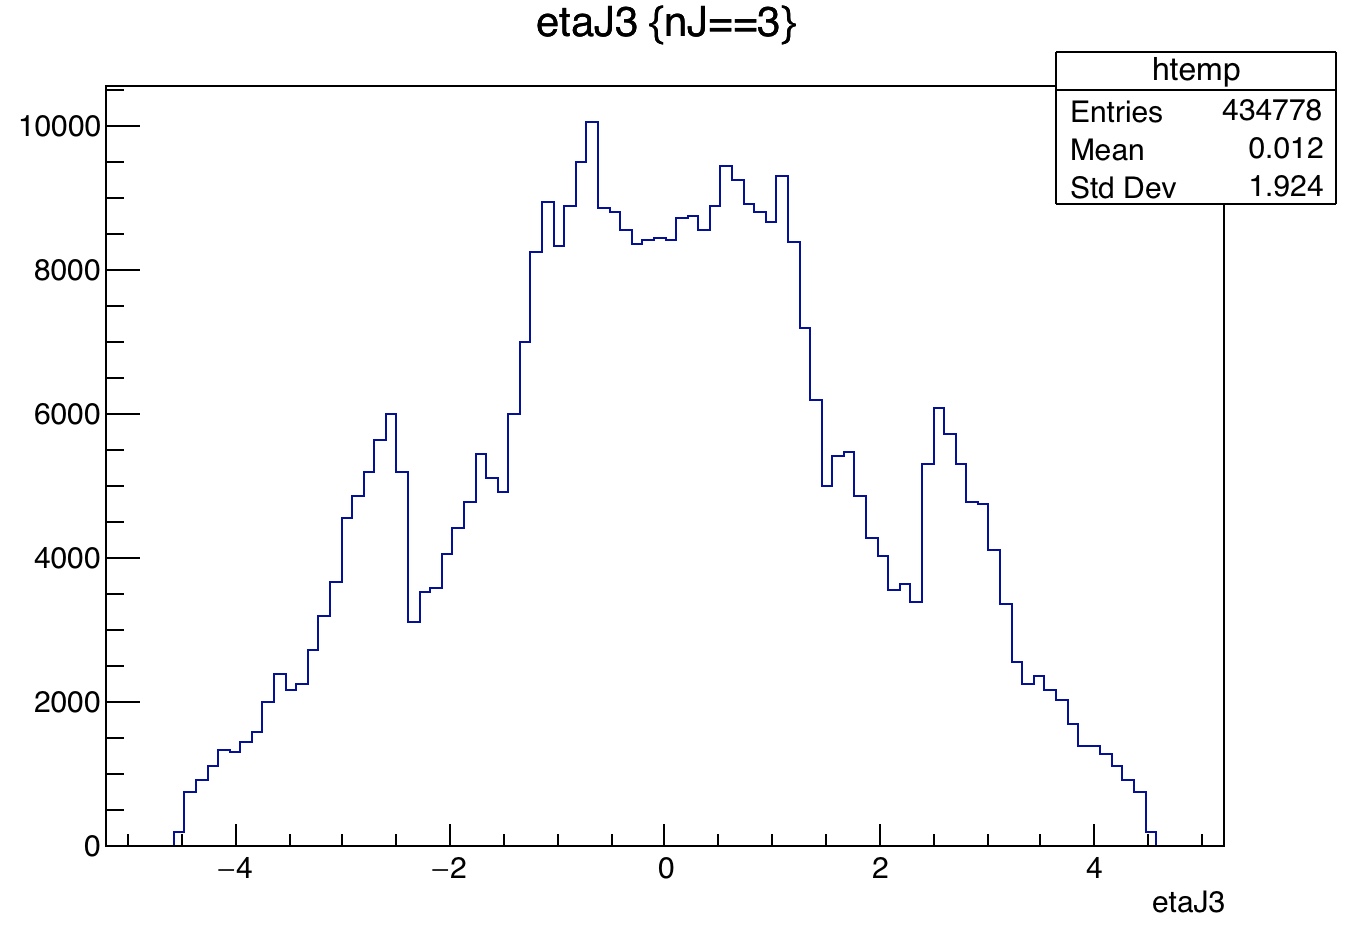 etaJ3 {nJ==3}
htemp
Entries 434778
Mean 0.012
Std Dev 1.924
10000
8000
6000
4000
2000
0
−4 −2 0 2 4
etaJ3